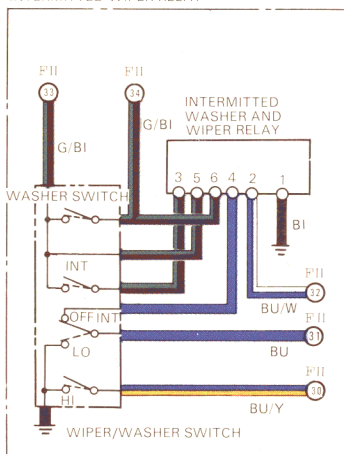 FII
FII
33
34
G/BI
G/BI
INTERMITTED
WASHER AND
WIPER RELAY
3 5 6 4 2 1
WASHER SWITCH
BI
INT
FII
32
BU/W
OFF INT
FII
31
BU
LO
FII
30
HI
BU/Y
WIPER/WASHER SWITCH